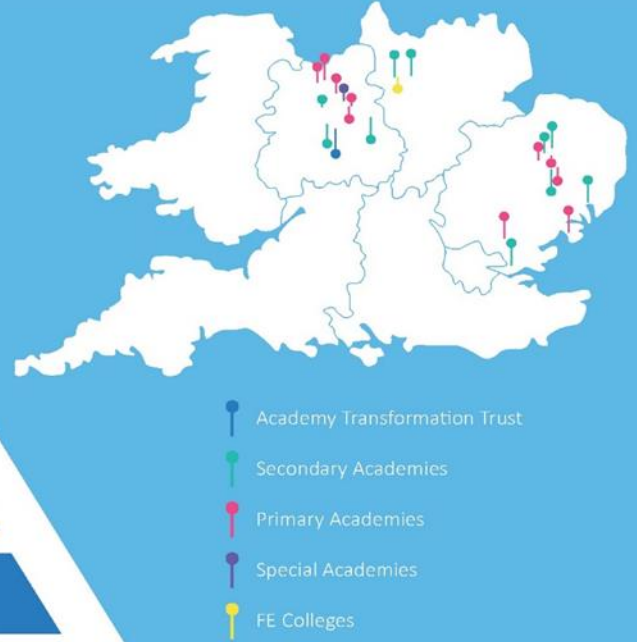 Academy Transformation Trust
Secondary Academies
Primary Academies
Special Academies
FE Colleges